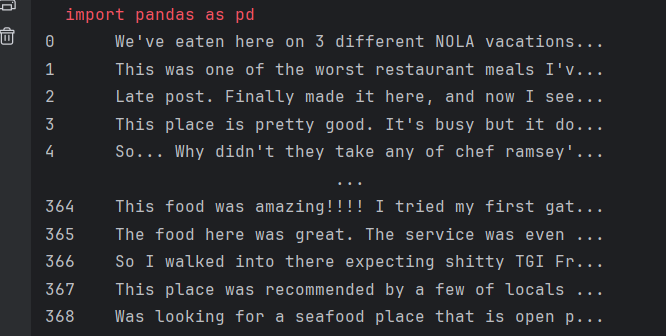 import pandas as pd
0 We've eaten here on 3 different NOLA vacations...
1 This was one of the worst restaurant meals I'v...
2 Late post. Finally made it here, and now I see...
3 This place is pretty good. It's busy but it do...
4 So... Why didn't they take any of chef ramsey'...
...
364 This food was amazing!!!! I tried my first gat...
365 The food here was great. The service was even ...
366 So I walked into there expecting shitty TGI Fr...
367 This place was recommended by a few of locals ...
368 Was looking for a seafood place that is open p...